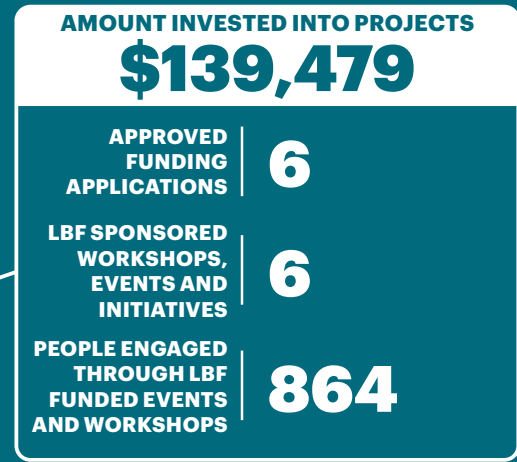 AMOUNT INVESTED INTO PROJECTS
$139,479
APPROVED
FUNDING
APPLICATIONS
6
LBF SPONSORED
WORKSHOPS,
EVENTS AND
INITIATIVES
6
PEOPLE ENGAGED
THROUGH LBF
FUNDED EVENTS
AND WORKSHOPS
864